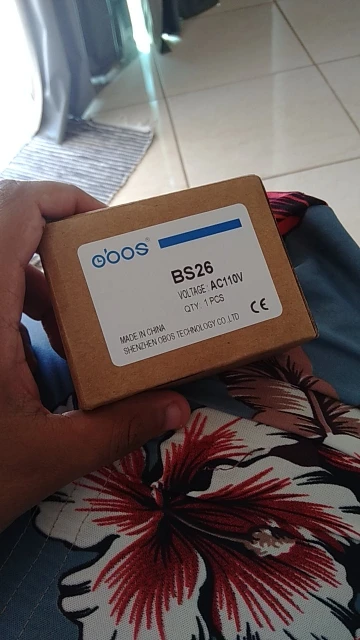 obos®
BS26
VOLTAGE: AC110V
QTY: 1 PCS
MADE IN CHINA
SHENZHEN OBOS TECHNOLOGY CO.,LTD
CE